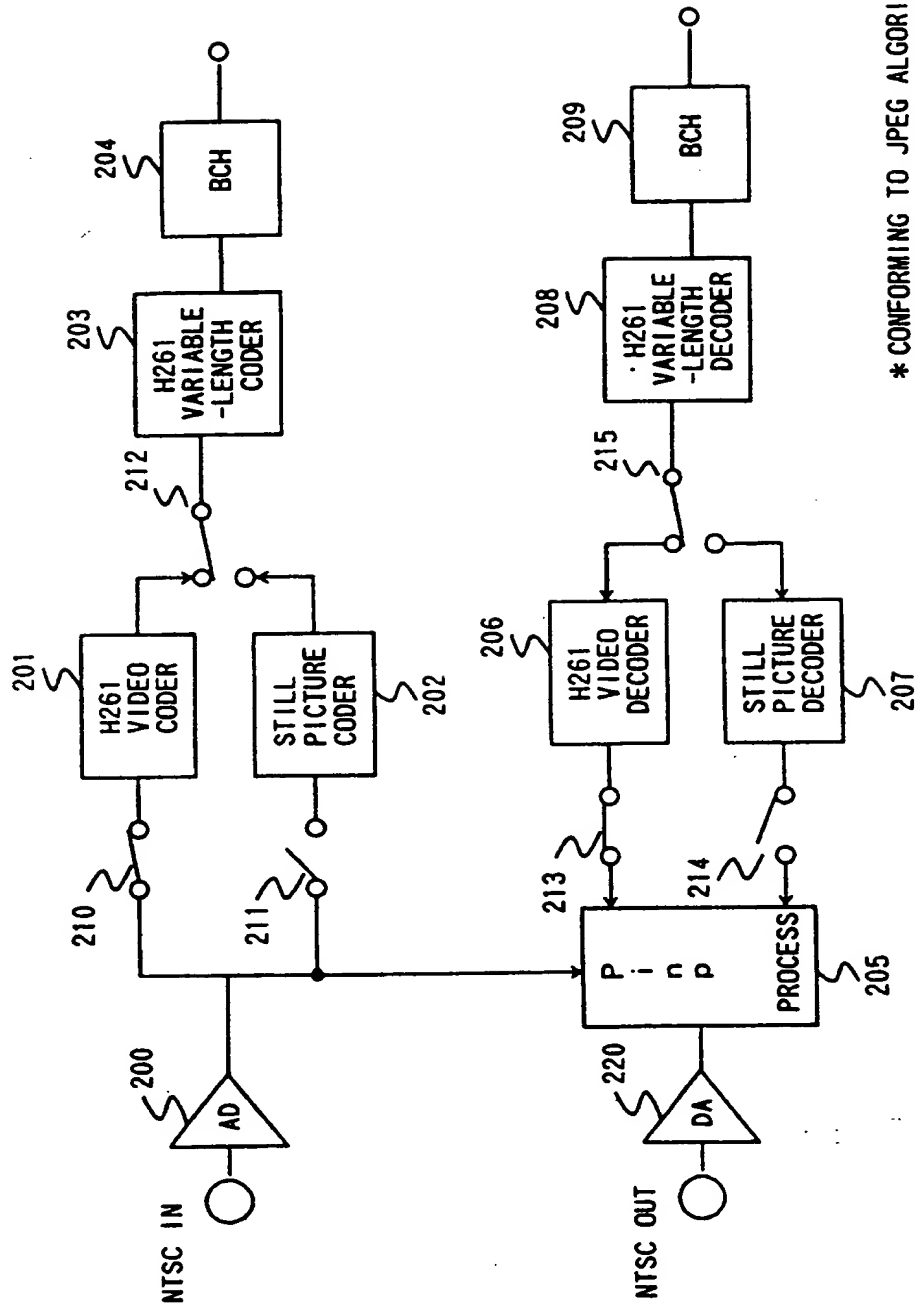 NTSC IN
200
AD
210
211
201
H261
VIDEO
CODER
STILL
PICTURE
CODER
202
212
203
H261
VARIABLE
-LENGTH
CODER
204
BCH
NTSC OUT
220
DA
P in p
PROCESS
205
213
214
206
H261
VIDEO
DECODER
STILL
PICTURE
DECODER
207
215
208
H261
VARIABLE
-LENGTH
DECODER
209
BCH
* CONFORMING TO JPEG ALGORI